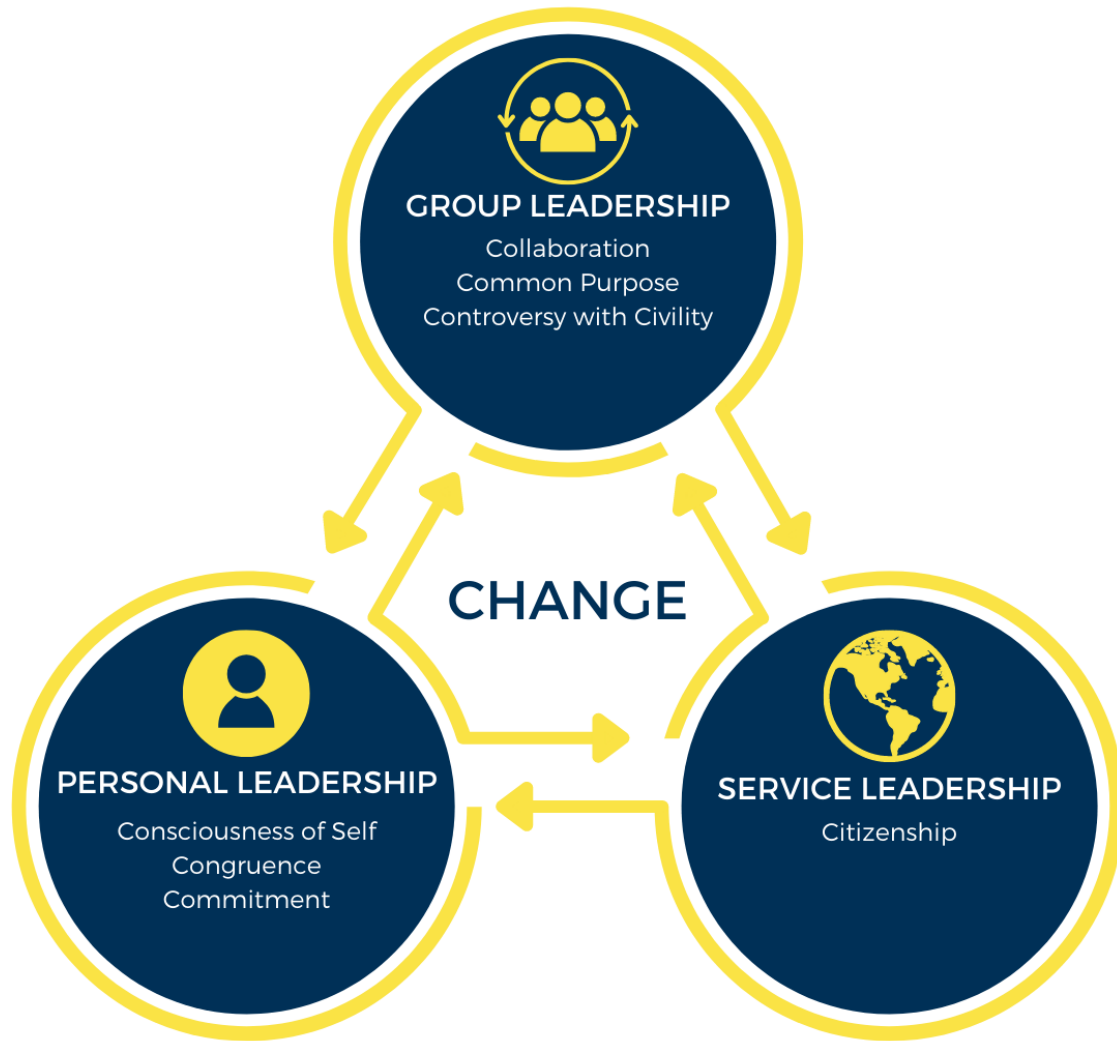 GROUP LEADERSHIP
Collaboration
Common Purpose
Controversy with Civility
CHANGE
PERSONAL LEADERSHIP
Consciousness of Self
Congruence
Commitment
SERVICE LEADERSHIP
Citizenship